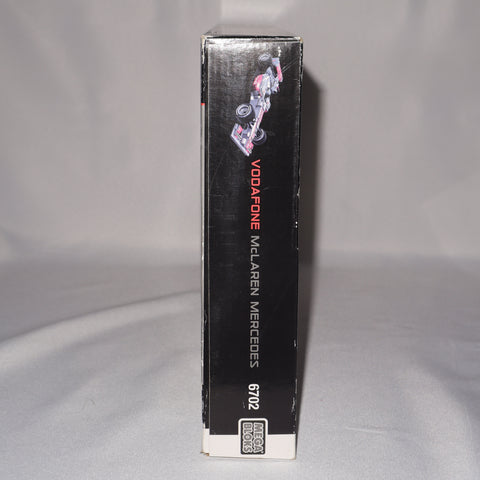 VODAFONE McLAREN MERCEDES 6702
MEGA
BLOKS